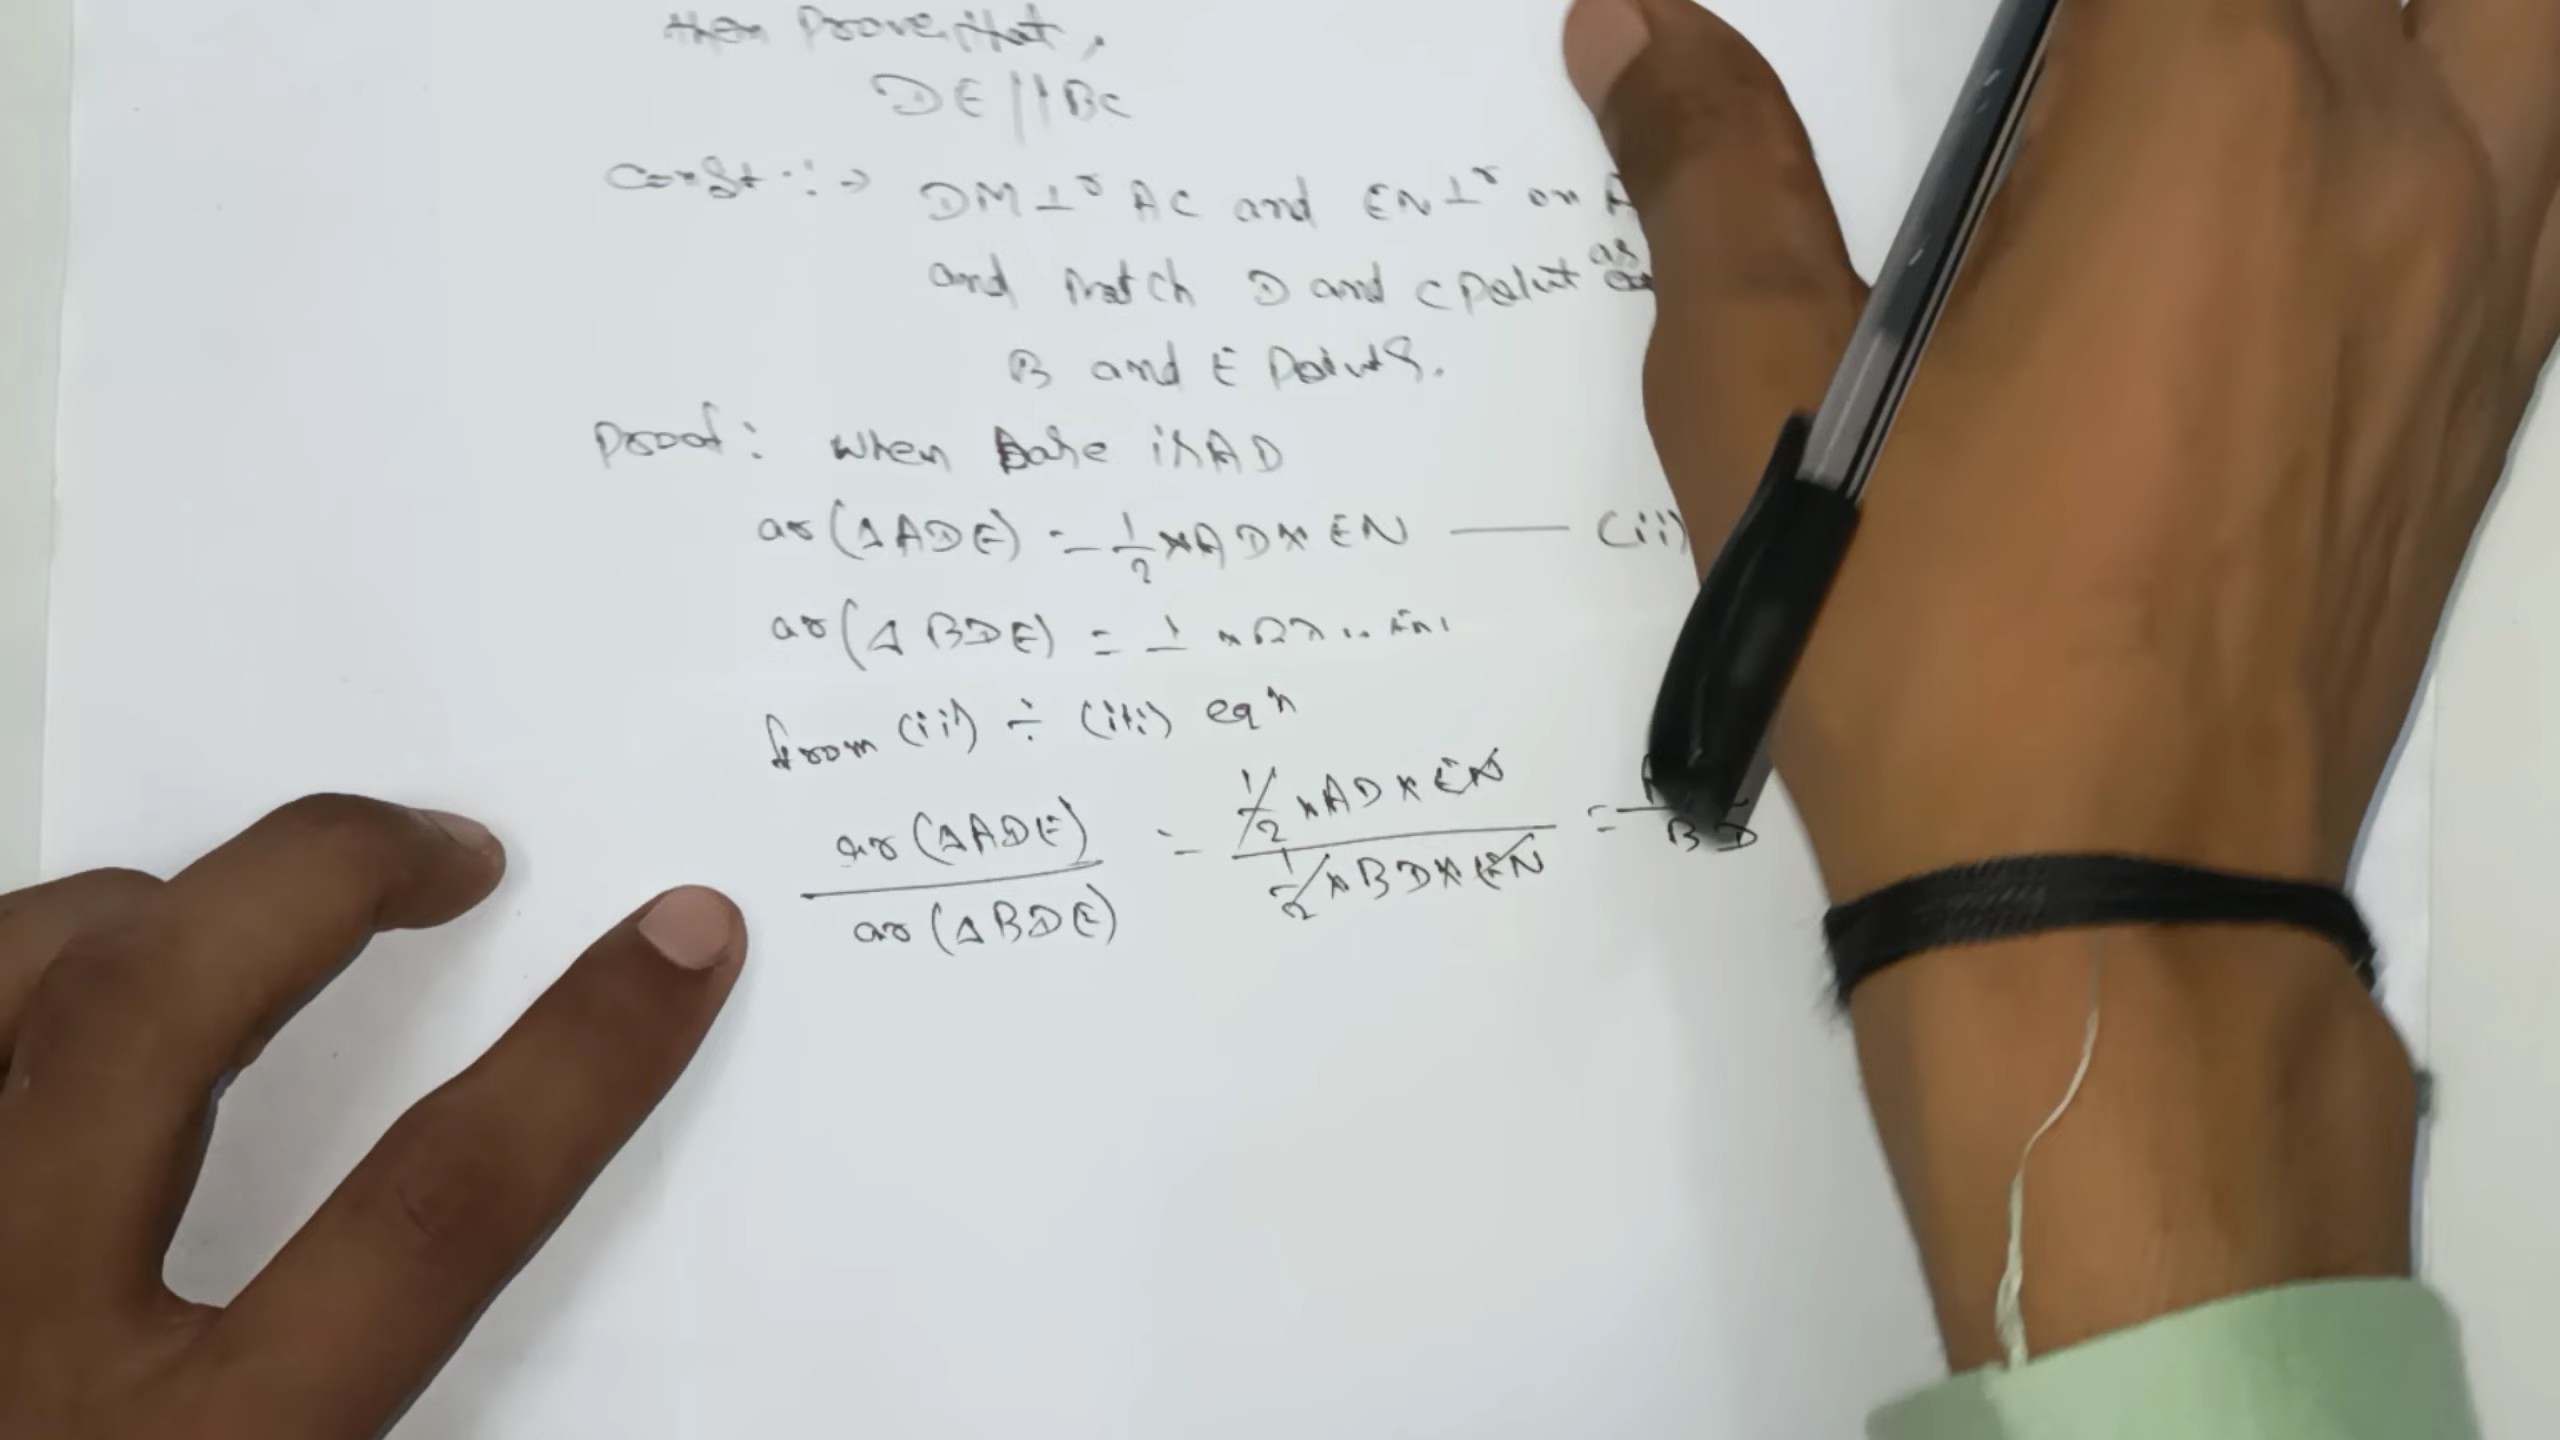 then Prove that,
DE || BC
Const.:→ DM ⊥ʳ AC and EN ⊥ʳ on
and match D and C point as
B and E Points.
Proof: when base is AD
ar(ΔADE) = 1/2 × AD × EN —— (ii)
ar(ΔBDE) = 1
from (ii) ÷ (iii) eqn
ar(ΔADE) / ar(ΔBDE) = 1/2 × AD × EN / 1/2 × BD × EN = / BD